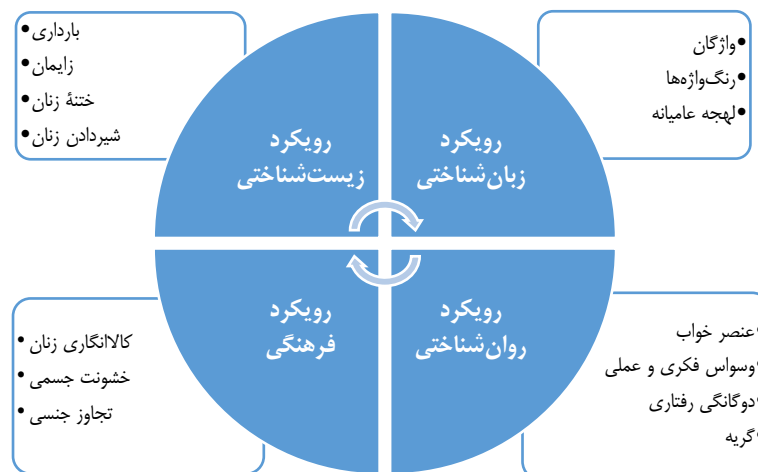 •واژگان
•رنگ‌واژه‌ها
•لهجه عامیانه
•بارداری
•زایمان
•ختنۀ زنان
•شیردادن زنان
رویکرد
زبان‌شناختی
رویکرد
زیست‌شناختی
رویکرد
روان‌شناختی
رویکرد
فرهنگی
•عنصر خواب
•وسواس فکری و عملی
•دوگانگی رفتاری
•گریه
•کالاانگاری زنان
•خشونت جسمی
•تجاوز جنسی